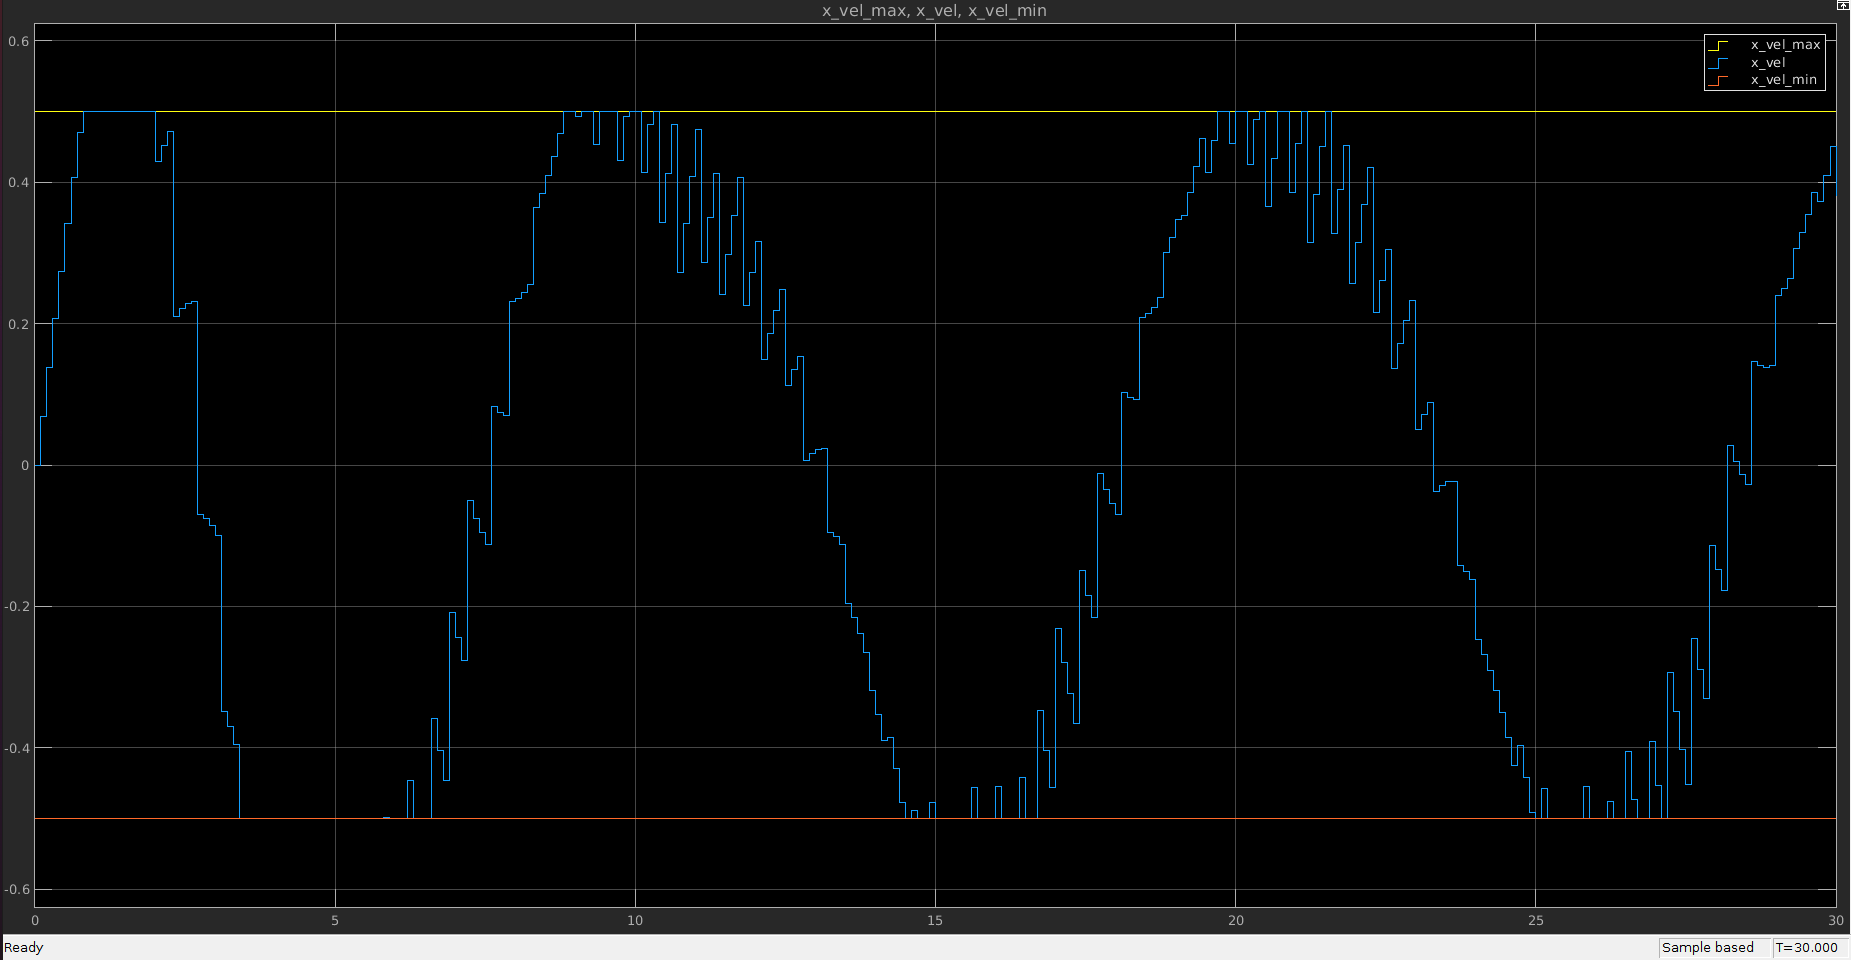 x_vel_max, x_vel, x_vel_min
x_vel_max
x_vel
x_vel_min
0.6
0.4
0.2
0
-0.2
-0.4
-0.6
0 5 10 15 20 25 30
Ready Sample based T=30.000